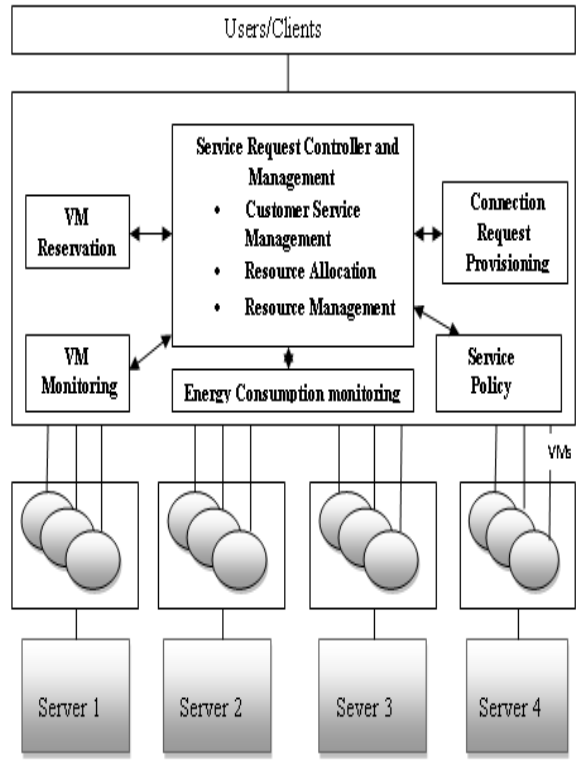 Users/Clients
Service Request Controller and
Management
• Customer Service
Management
• Resource Allocation
• Resource Management
VM
Reservation
Connection
Request
Provisioning
VM
Monitoring
Energy Consumption monitoring
Service
Policy
VMs
Server 1
Server 2
Sever 3
Server 4